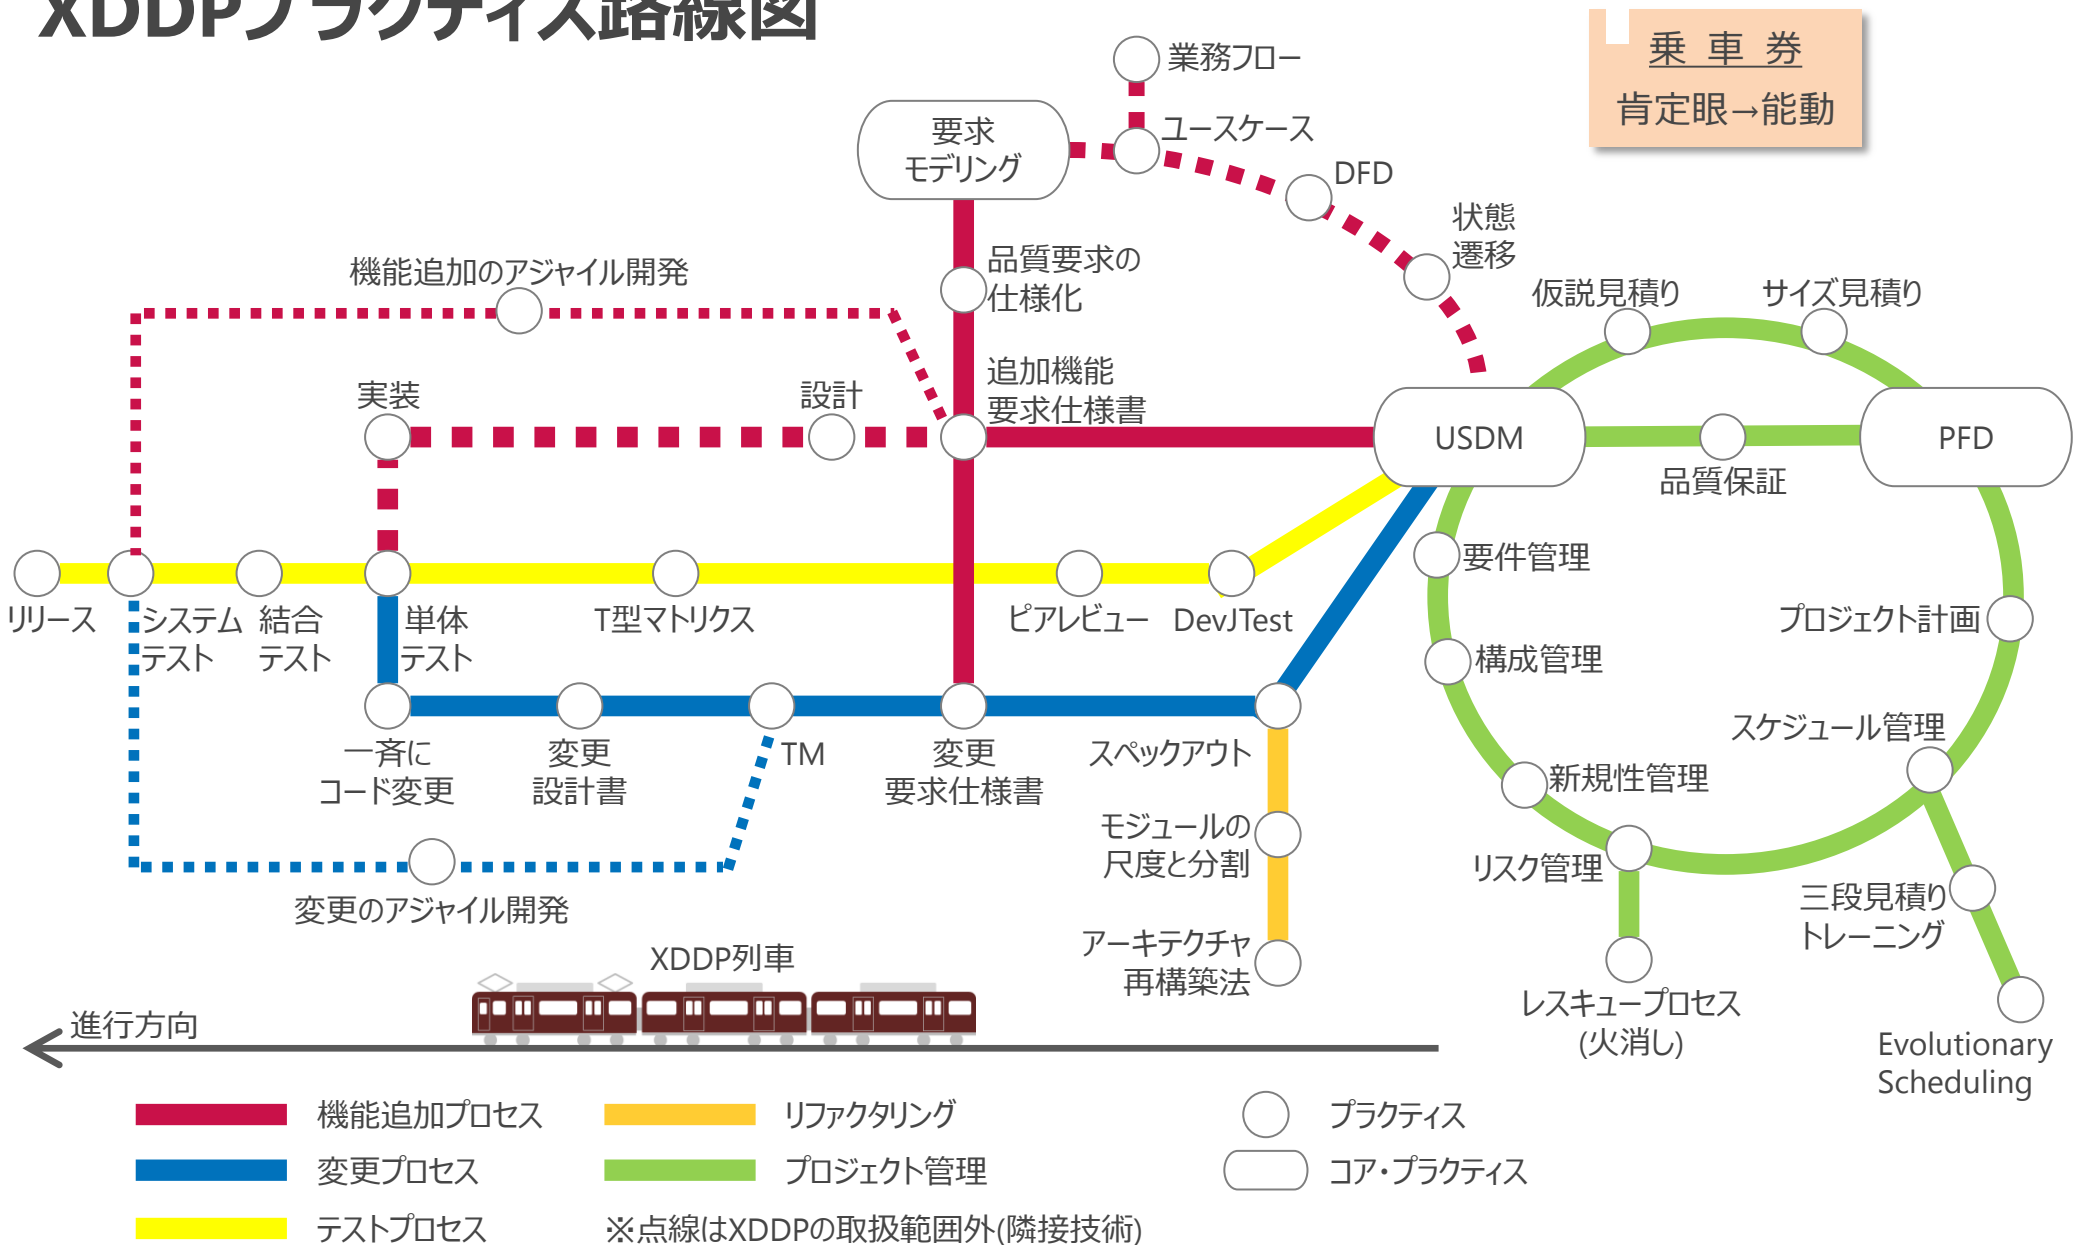 XDDPプラクティス路線図
乗 車 券
肯定眼→能動
業務フロー
要求
モデリング
ユースケース
DFD
状態
遷移
品質要求の
仕様化
機能追加のアジャイル開発
仮説見積り
サイズ見積り
追加機能
要求仕様書
実装
設計
USDM
PFD
品質保証
要件管理
リリース
システム
テスト
結合
テスト
単体
テスト
T型マトリクス
ピアレビュー
DevJTest
プロジェクト計画
構成管理
スケジュール管理
一斉に
コード変更
変更
設計書
TM
変更
要求仕様書
スペックアウト
新規性管理
モジュールの
尺度と分割
リスク管理
変更のアジャイル開発
三段見積り
トレーニング
アーキテクチャ
再構築法
XDDP列車
レスキュープロセス
(火消し)
進行方向
Evolutionary
Scheduling
機能追加プロセス
リファクタリング
プラクティス
変更プロセス
プロジェクト管理
コア・プラクティス
テストプロセス
※点線はXDDPの取扱範囲外(隣接技術)